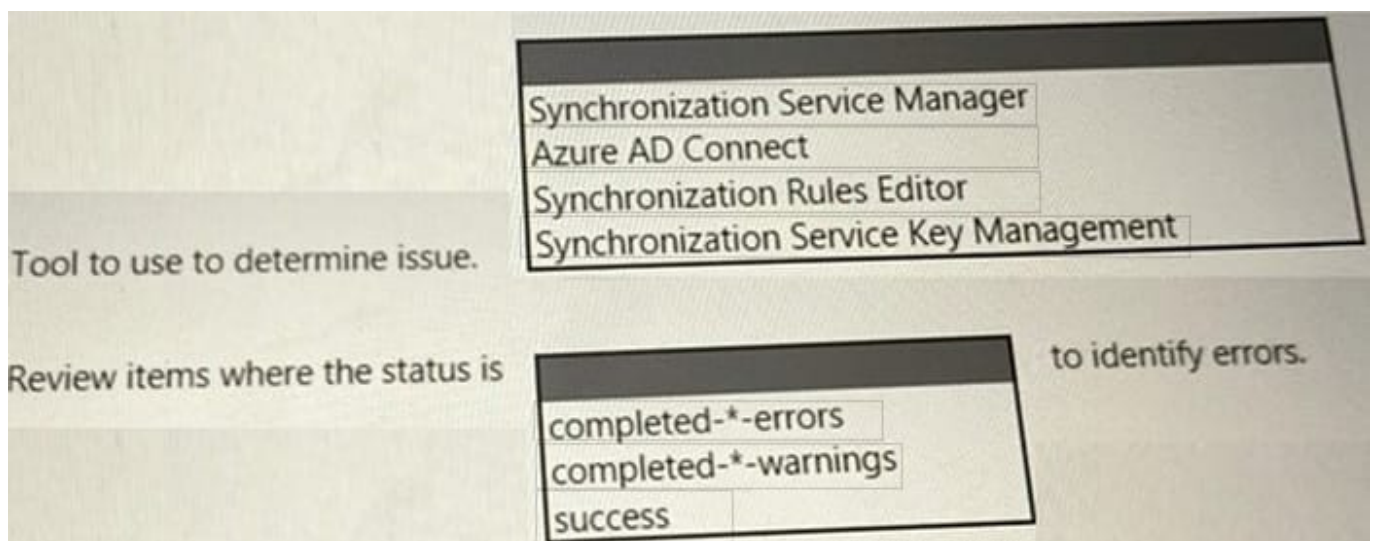 Synchronization Service Manager
Azure AD Connect
Synchronization Rules Editor
Synchronization Service Key Management
Tool to use to determine issue.
Review items where the status is
to identify errors.
completed-*-errors
completed-*-warnings
success